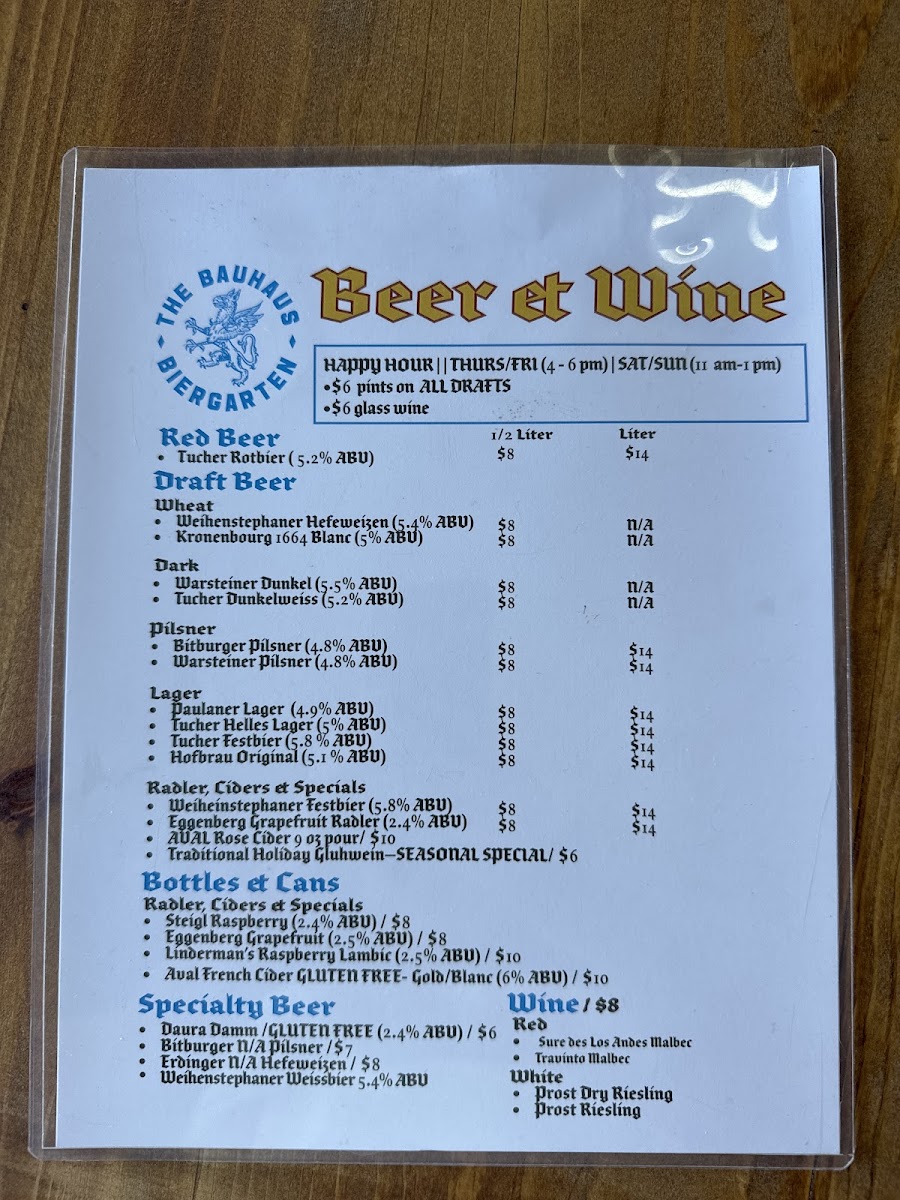 THE BAUHAUS BIERGARTEN
Beer et Wine
HAPPY HOUR || THURS/FRI (4 - 6 pm) | SAT/SUN (11 am-1 pm)
•$6 pints on ALL DRAFTS
•$6 glass wine
Red Beer 1/2 Liter Liter
• Tucher Rotbier ( 5.2% ABV) $8 $14
Draft Beer
Wheat
• Weihenstephaner Hefeweizen (5.4% ABV) $8 N/A
• Kronenbourg 1664 Blanc (5% ABV) $8 N/A
Dark
• Warsteiner Dunkel (5.5% ABV) $8 N/A
• Tucher Dunkelweiss (5.2% ABV) $8 N/A
Pilsner
• Bitburger Pilsner (4.8% ABV) $8 $14
• Warsteiner Pilsner (4.8% ABV) $8 $14
Lager
• Paulaner Lager (4.9% ABV) $8 $14
• Tucher Helles Lager (5% ABV) $8 $14
• Tucher Festbier (5.8 % ABV) $8 $14
• Hofbrau Original (5.1 % ABV) $8 $14
Radler, Ciders et Specials
• Weiheinstephaner Festbier (5.8% ABV) $8 $14
• Eggenberg Grapefruit Radler (2.4% ABV) $8 $14
• AVAL Rose Cider 9 oz pour/ $10
• Traditional Holiday Gluhwein—SEASONAL SPECIAL/ $6
Bottles et Cans
Radler, Ciders et Specials
• Steigl Raspberry (2.4% ABV) / $8
• Eggenberg Grapefruit (2.5% ABV) / $8
• Linderman's Raspberry Lambic (2.5% ABV) / $10
• Aval French Cider GLUTEN FREE- Gold/Blanc (6% ABV) / $10
Specialty Beer
• Daura Damm /GLUTEN FREE (2.4% ABV) / $6
• Bitburger N/A Pilsner /$7
• Erdinger N/A Hefeweizen / $8
• Weihenstephaner Weissbier 5.4% ABV
Wine / $8
Red
• Sure des Los Andes Malbec
• Travinto Malbec
White
• Prost Dry Riesling
• Prost Riesling